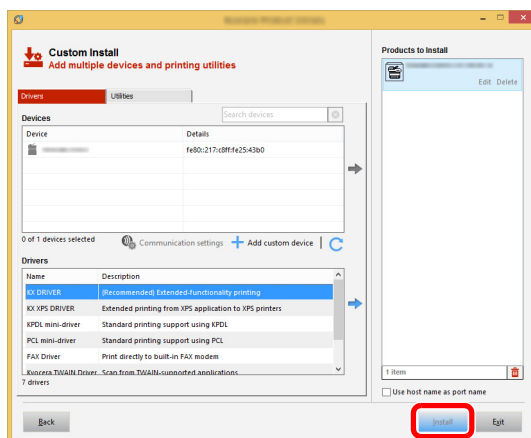 Custom Install
Add multiple devices and printing utilities
Drivers
Utilities
Devices
Search devices
Device
Details
fe80::217:c8ff:fe25:43b0
0 of 1 devices selected
Communication settings
Add custom device
Drivers
Name
Description
KX DRIVER
(Recommended) Extended-functionality printing
KX XPS DRIVER
Extended printing from XPS application to XPS printers
KPDL mini-driver
Standard printing support using KPDL
PCL mini-driver
Standard printing support using PCL
FAX Driver
Print directly to built-in FAX modem
Kyocera TWAIN Driver
Scan from TWAIN-supported applications
7 drivers
Products to Install
Edit Delete
1 item
Use host name as port name
Back
Install
Exit